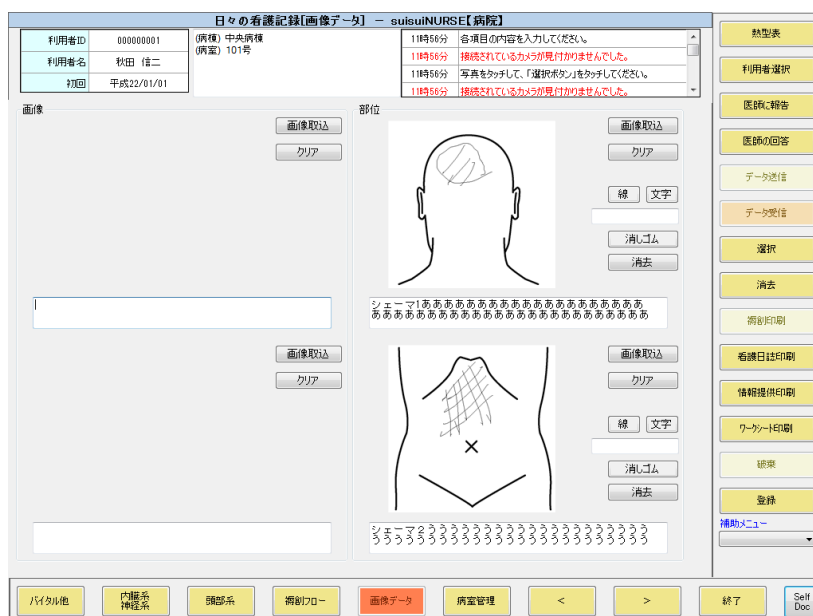 日々の看護記録[画像データ] － suisuiNURSE【病院】
利用者ID 000000001
利用者名 秋田 信二
初回 平成22/01/01
(病棟) 中央病棟
(病室) 101号
11時56分 各項目の内容を入力してください。
11時56分 接続されているカメラが見付かりませんでした。
11時56分 写真をタッチして、「選択ボタン」をタッチしてください。
11時56分 接続されているカメラが見付かりませんでした。
画像
画像取込
クリア
画像取込
クリア
部位
画像取込
クリア
線 文字
消しゴム
消去
シェーマ1ああああああああああああああああああああ
あああああああああああああああああああああああああ
画像取込
クリア
線 文字
消しゴム
消去
シェーマ2うううううううううううううううううううう
ううううううううううううううううううううううううう
熱型表
利用者選択
医師に報告
医師の回答
データ送信
データ受信
選択
消去
褥創印刷
看護日誌印刷
情報提供印刷
ワークシート印刷
破棄
登録
補助メニュー
バイタル他 内臓系 神経系 頭部系 褥創フロー 画像データ 病室管理 < > 終了 Self Doc